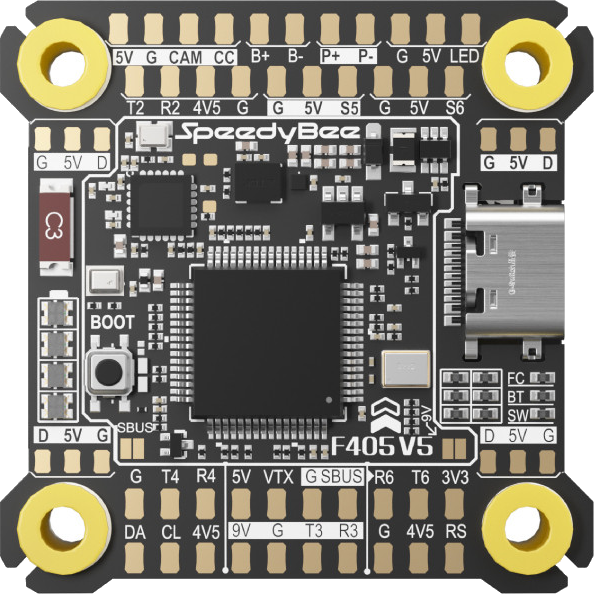 5V G CAM CC B+ B- P+ P- G 5V LED
T2 R2 4V5 G G 5V S5 G 5V S6
SpeedyBee
G 5V D
G 5V D
C3
BOOT
FC
BT
SW
9V
SBUS
F405 V5
D 5V G
D 5V G
G T4 R4 5V VTX G SBUS R6 T6 3V3
DA CL 4V5 9V G T3 R3 G 4V5 RS